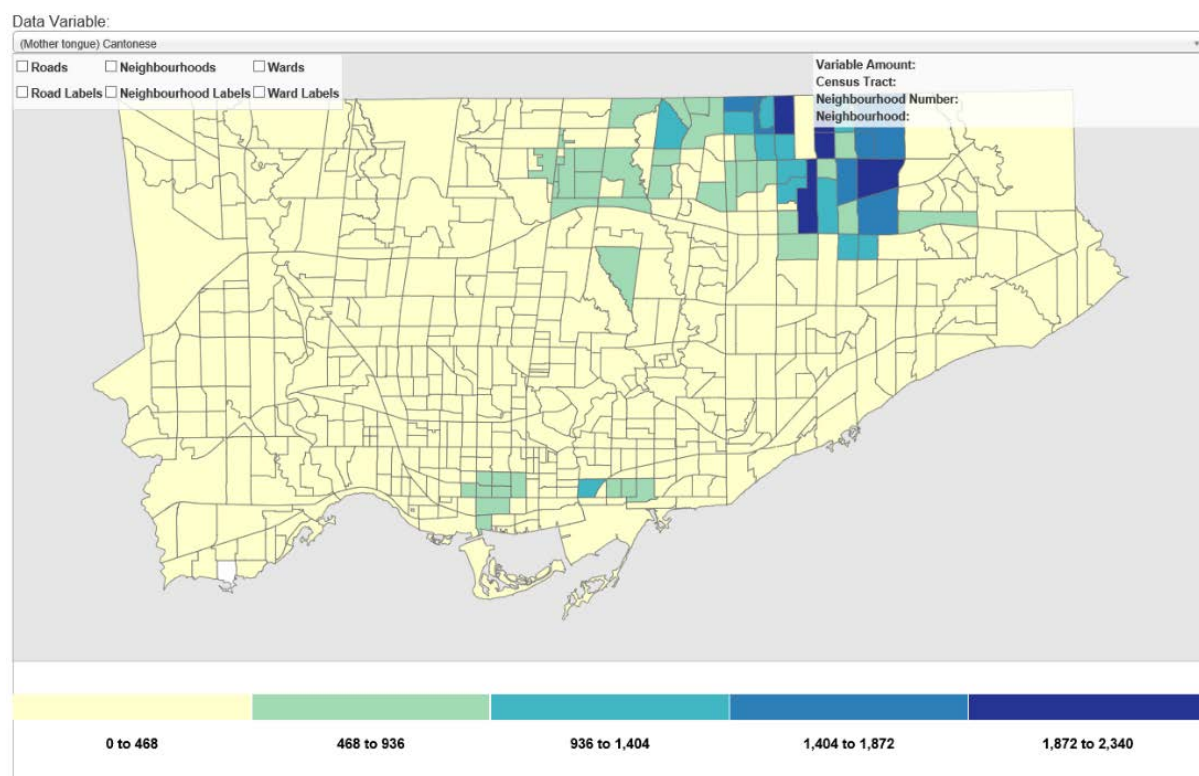 Data Variable:
(Mother tongue) Cantonese
Roads Neighbourhoods Wards
Road Labels Neighbourhood Labels Ward Labels
Variable Amount:
Census Tract:
Neighbourhood Number:
Neighbourhood:
0 to 468 468 to 936 936 to 1,404 1,404 to 1,872 1,872 to 2,340